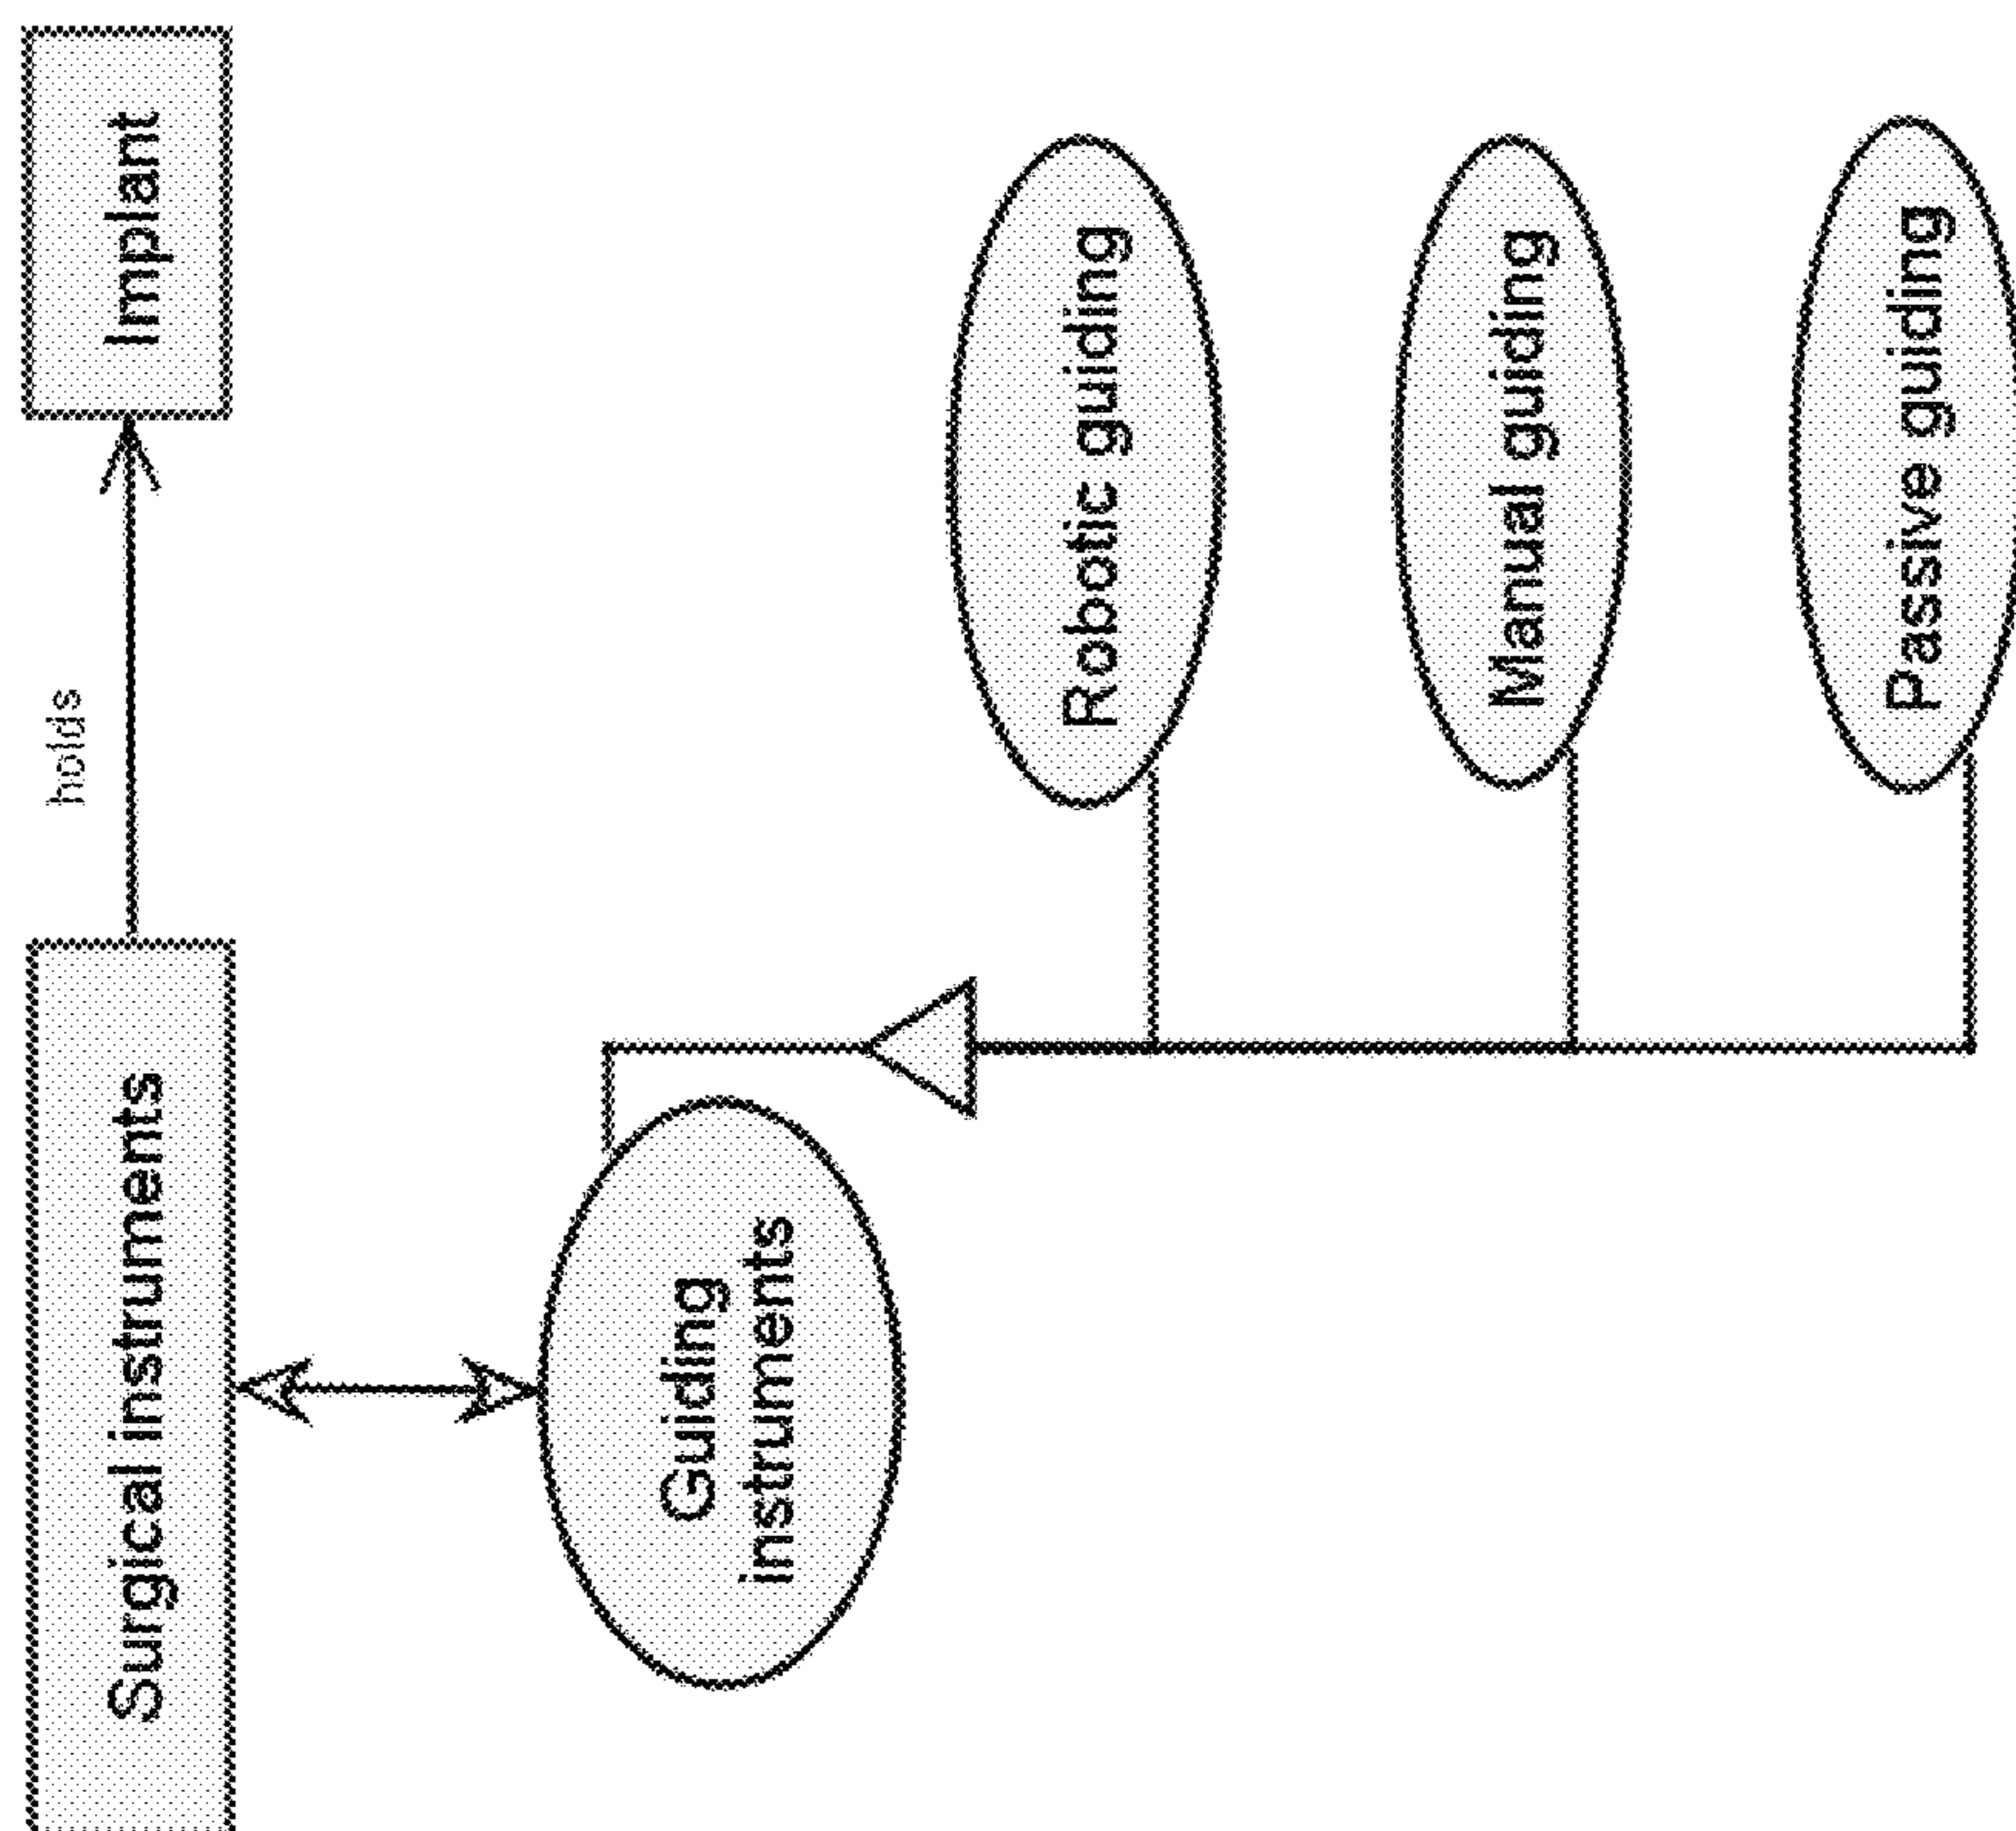 Surgical instruments
holds
Implant
Guiding
instruments
Robotic guiding
Manual guiding
Passive guiding